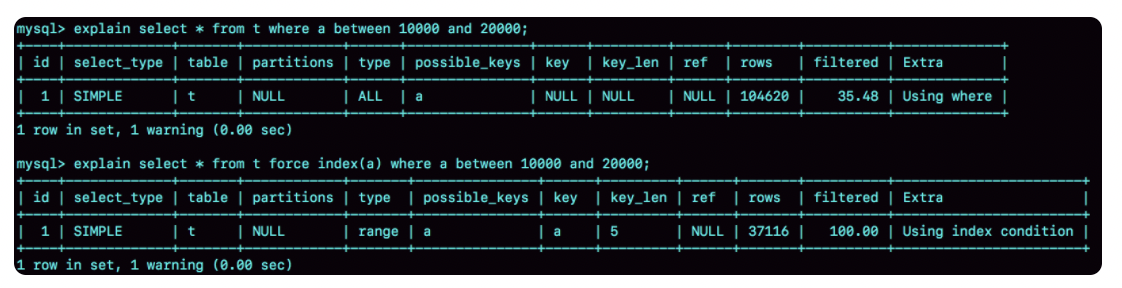 mysql> explain select * from t where a between 10000 and 20000;
| id | select_type | table | partitions | type | possible_keys | key | key_len | ref | rows | filtered | Extra |
| 1 | SIMPLE | t | NULL | ALL | a | NULL | NULL | NULL | 104620 | 35.48 | Using where |
1 row in set, 1 warning (0.00 sec)
mysql> explain select * from t force index(a) where a between 10000 and 20000;
| id | select_type | table | partitions | type | possible_keys | key | key_len | ref | rows | filtered | Extra |
| 1 | SIMPLE | t | NULL | range | a | a | 5 | NULL | 37116 | 100.00 | Using index condition |
1 row in set, 1 warning (0.00 sec)